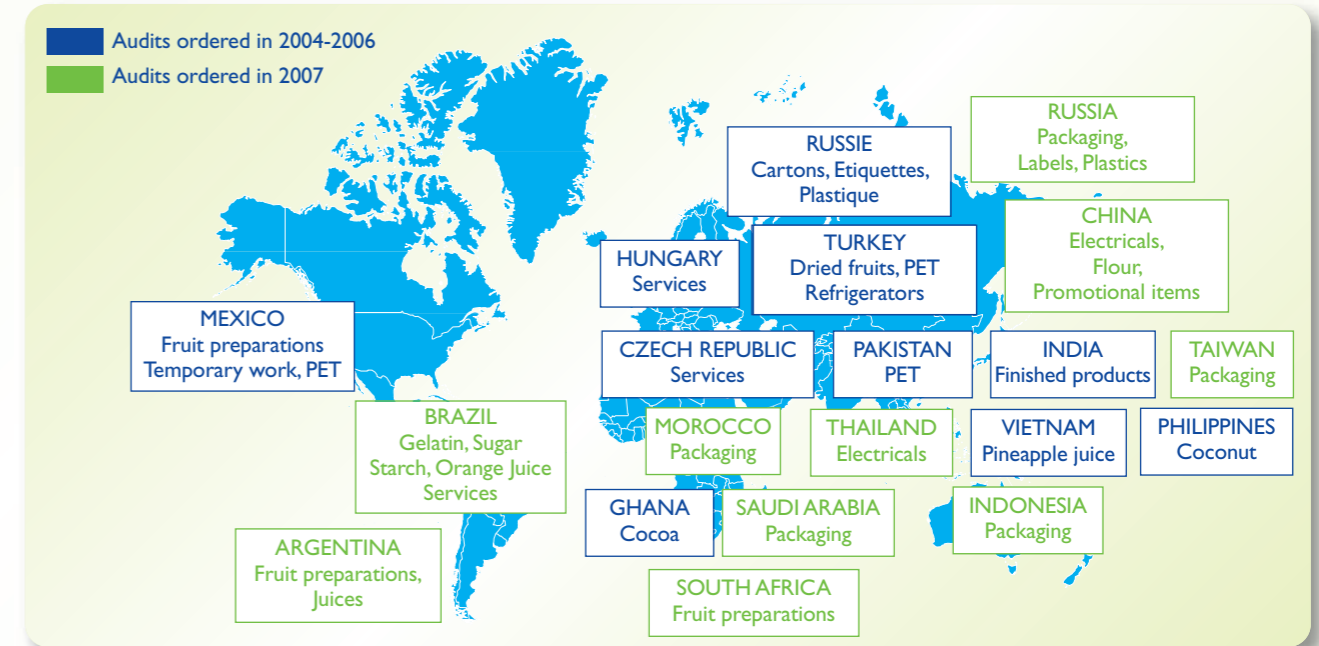 Audits ordered in 2004-2006
Audits ordered in 2007
RUSSIA
Packaging,
Labels, Plastics
RUSSIE
Cartons, Etiquettes,
Plastique
CHINA
Electricals,
Flour,
Promotional items
HUNGARY
Services
TURKEY
Dried fruits, PET
Refrigerators
MEXICO
Fruit preparations
Temporary work, PET
CZECH REPUBLIC
Services
PAKISTAN
PET
INDIA
Finished products
TAIWAN
Packaging
BRAZIL
Gelatin, Sugar
Starch, Orange Juice
Services
MOROCCO
Packaging
THAILAND
Electricals
VIETNAM
Pineapple juice
PHILIPPINES
Coconut
GHANA
Cocoa
SAUDI ARABIA
Packaging
INDONESIA
Packaging
ARGENTINA
Fruit preparations,
Juices
SOUTH AFRICA
Fruit preparations